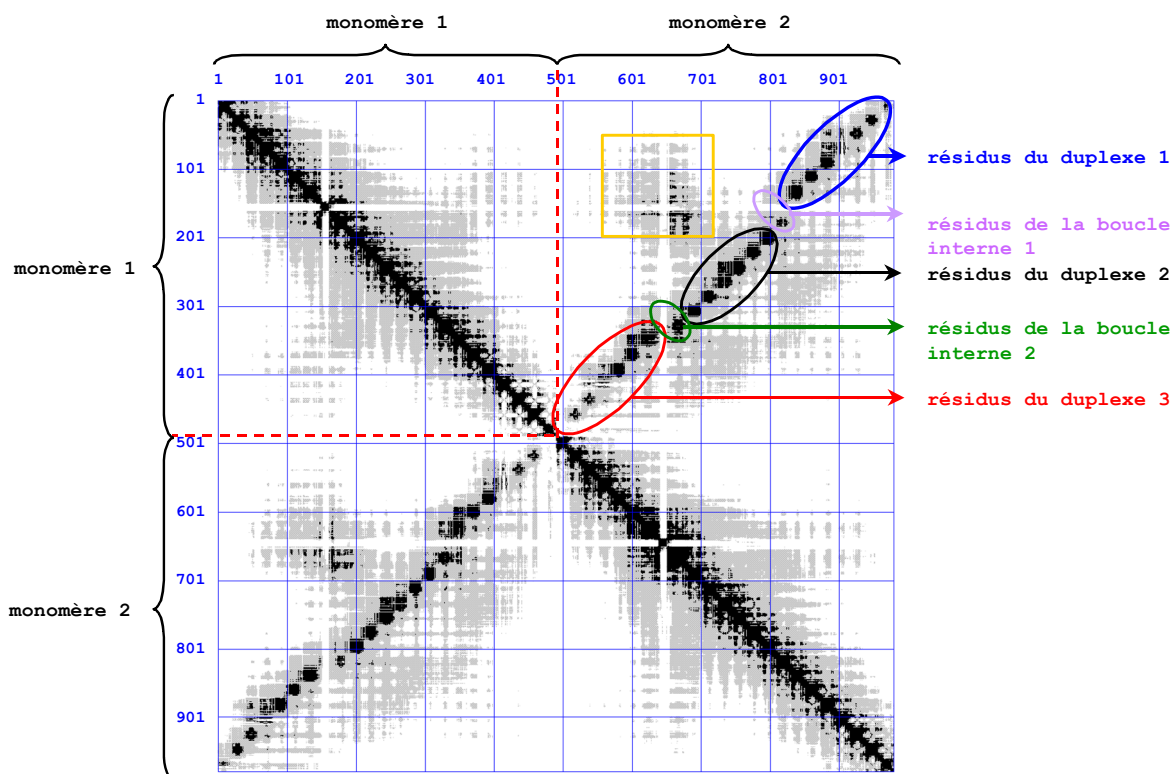 monomère 1
monomère 2
1 101 201 301 401 501 601 701 801 901
1
101
201
301
401
501
601
701
801
901
monomère 1
monomère 2
résidus du duplexe 1
résidus de la boucle
interne 1
résidus du duplexe 2
résidus de la boucle
interne 2
résidus du duplexe 3